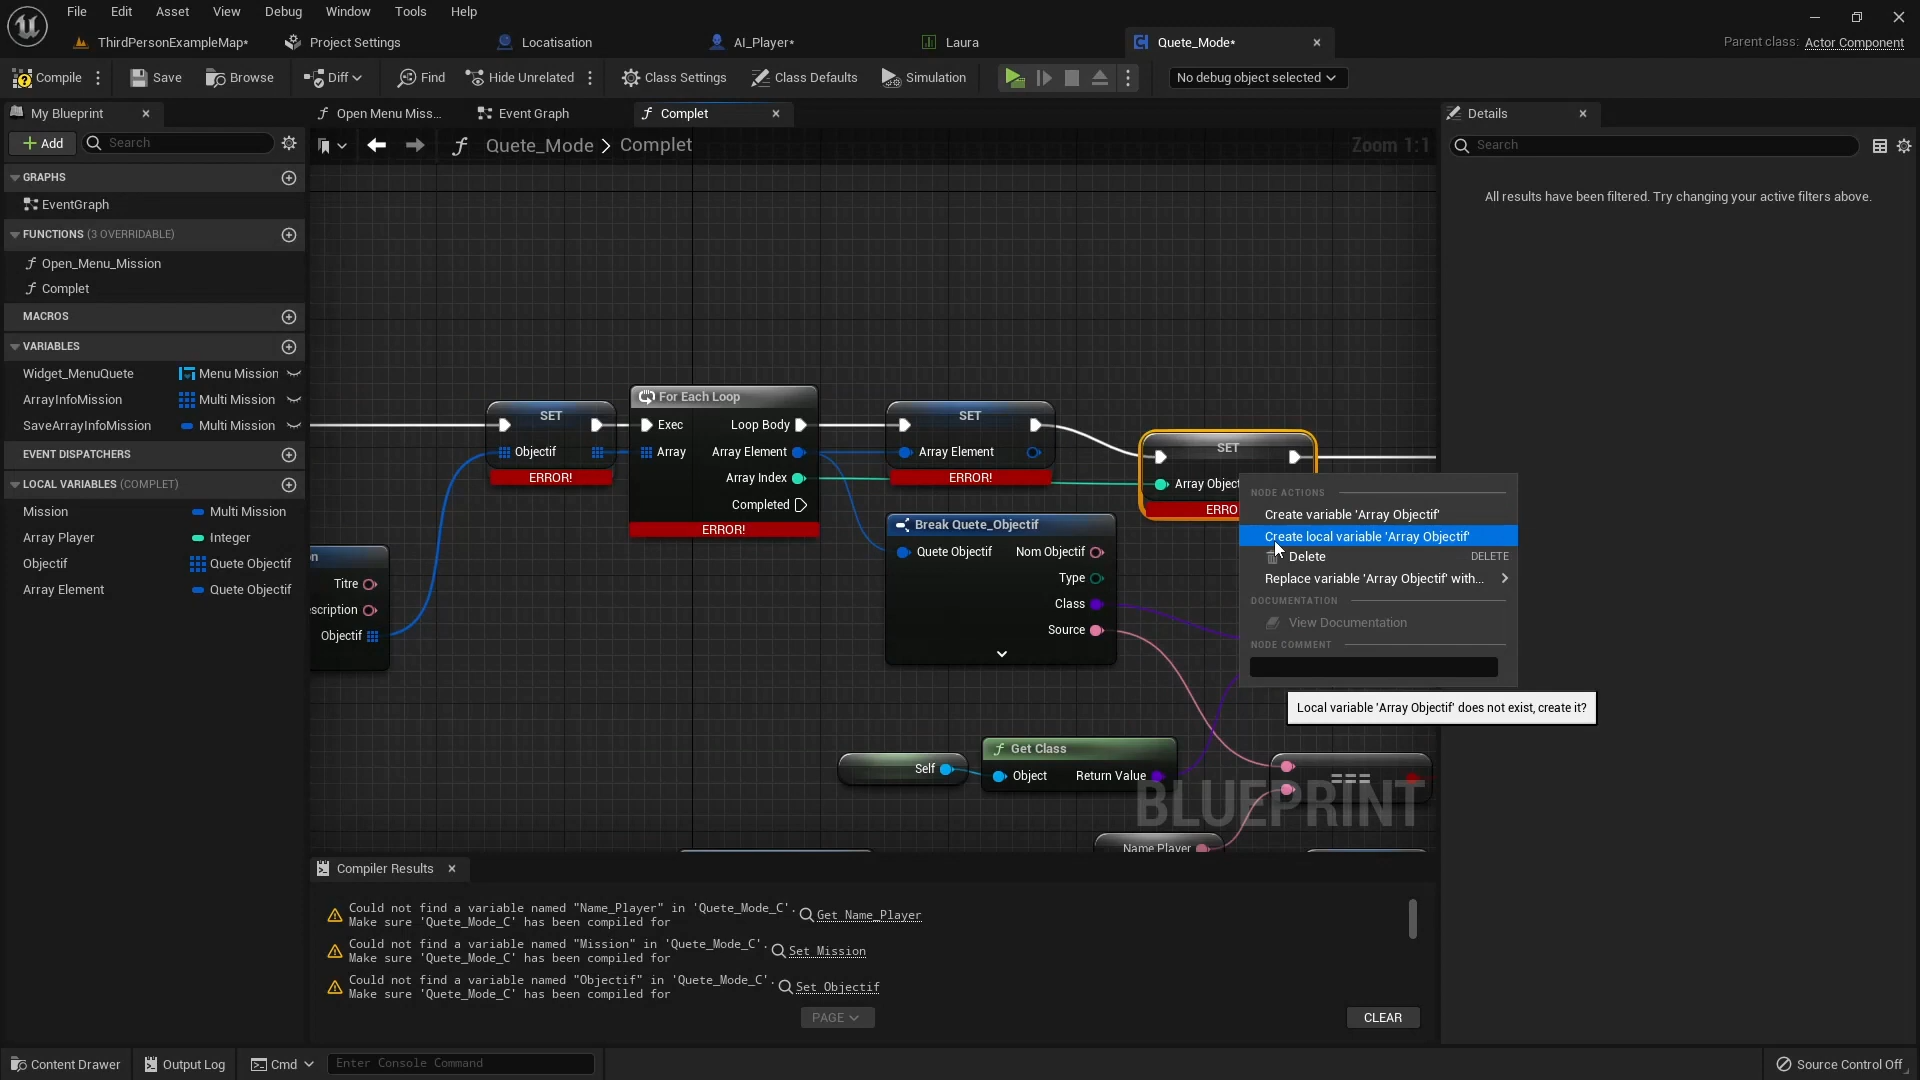 File Edit Asset View Debug Window Tools Help
ThirdPersonExampleMap* Project Settings Locatisation AI_Player* Laura Quete_Mode*
Parent class: Actor Component
Compile Save Browse Diff Find Hide Unrelated Class Settings Class Defaults Simulation No debug object selected
My Blueprint
Open Menu Miss... Event Graph Complet
Details
Add Search
Quete_Mode > Complet
Zoom 1:1
Search
All results have been filtered. Try changing your active filters above.
GRAPHS
EventGraph
FUNCTIONS (3 OVERRIDABLE)
Open_Menu_Mission
Complet
MACROS
VARIABLES
Widget_MenuQuete Menu Mission
ArrayInfoMission Multi Mission
SaveArrayInfoMission Multi Mission
EVENT DISPATCHERS
LOCAL VARIABLES (COMPLET)
Mission Multi Mission
Array Player Integer
Objectif Quete Objectif
Array Element Quete Objectif
Titre
scription
Objectif
SET
Objectif
ERROR!
For Each Loop
Exec Loop Body
Array Array Element
Array Index
Completed
ERROR!
SET
Array Element
ERROR!
Break Quete_Objectif
Quete Objectif Nom Objectif
Type
Class
Source
SET
Array Object
ERRO
NODE ACTIONS
Create variable 'Array Objectif'
Create local variable 'Array Objectif'
Delete DELETE
Replace variable 'Array Objectif' with...
DOCUMENTATION
View Documentation
NODE COMMENT
Local variable 'Array Objectif' does not exist, create it?
Self
Get Class
Object Return Value
===
Name Player
BLUEPRINT
Compiler Results
Could not find a variable named "Name_Player" in 'Quete_Mode_C'.
Make sure 'Quete_Mode_C' has been compiled for
Get Name_Player
Could not find a variable named "Mission" in 'Quete_Mode_C'.
Make sure 'Quete_Mode_C' has been compiled for
Set Mission
Could not find a variable named "Objectif" in 'Quete_Mode_C'.
Make sure 'Quete_Mode_C' has been compiled for
Set Objectif
PAGE
CLEAR
Content Drawer Output Log Cmd Enter Console Command Source Control Off